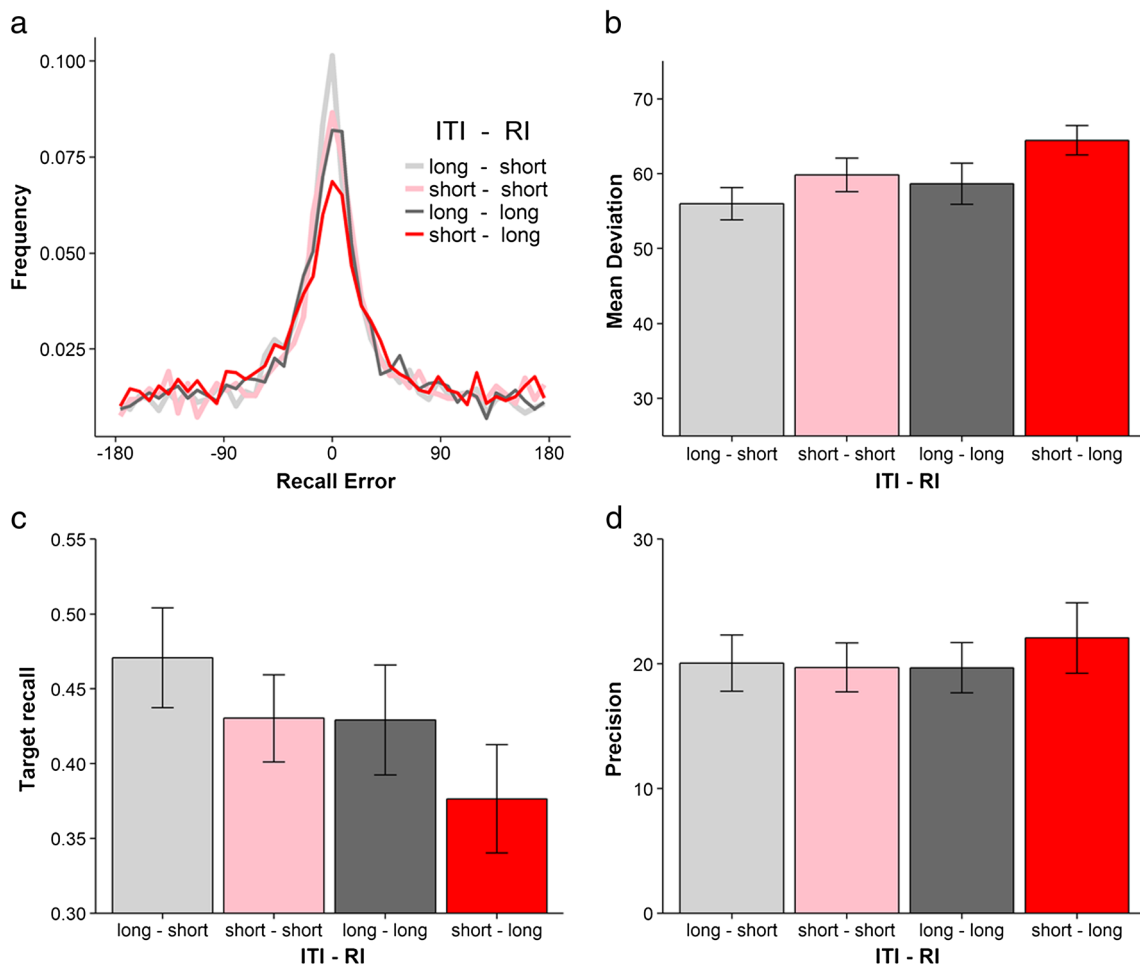 a
0.100
0.075
0.050
0.025
Frequency
-180 -90 0 90 180
Recall Error
ITI - RI
long - short
short - short
long - long
short - long
b
70
60
50
40
30
Mean Deviation
long - short short - short long - long short - long
ITI - RI
c
0.55
0.50
0.45
0.40
0.35
0.30
Target recall
long - short short - short long - long short - long
ITI - RI
d
30
20
10
0
Precision
long - short short - short long - long short - long
ITI - RI